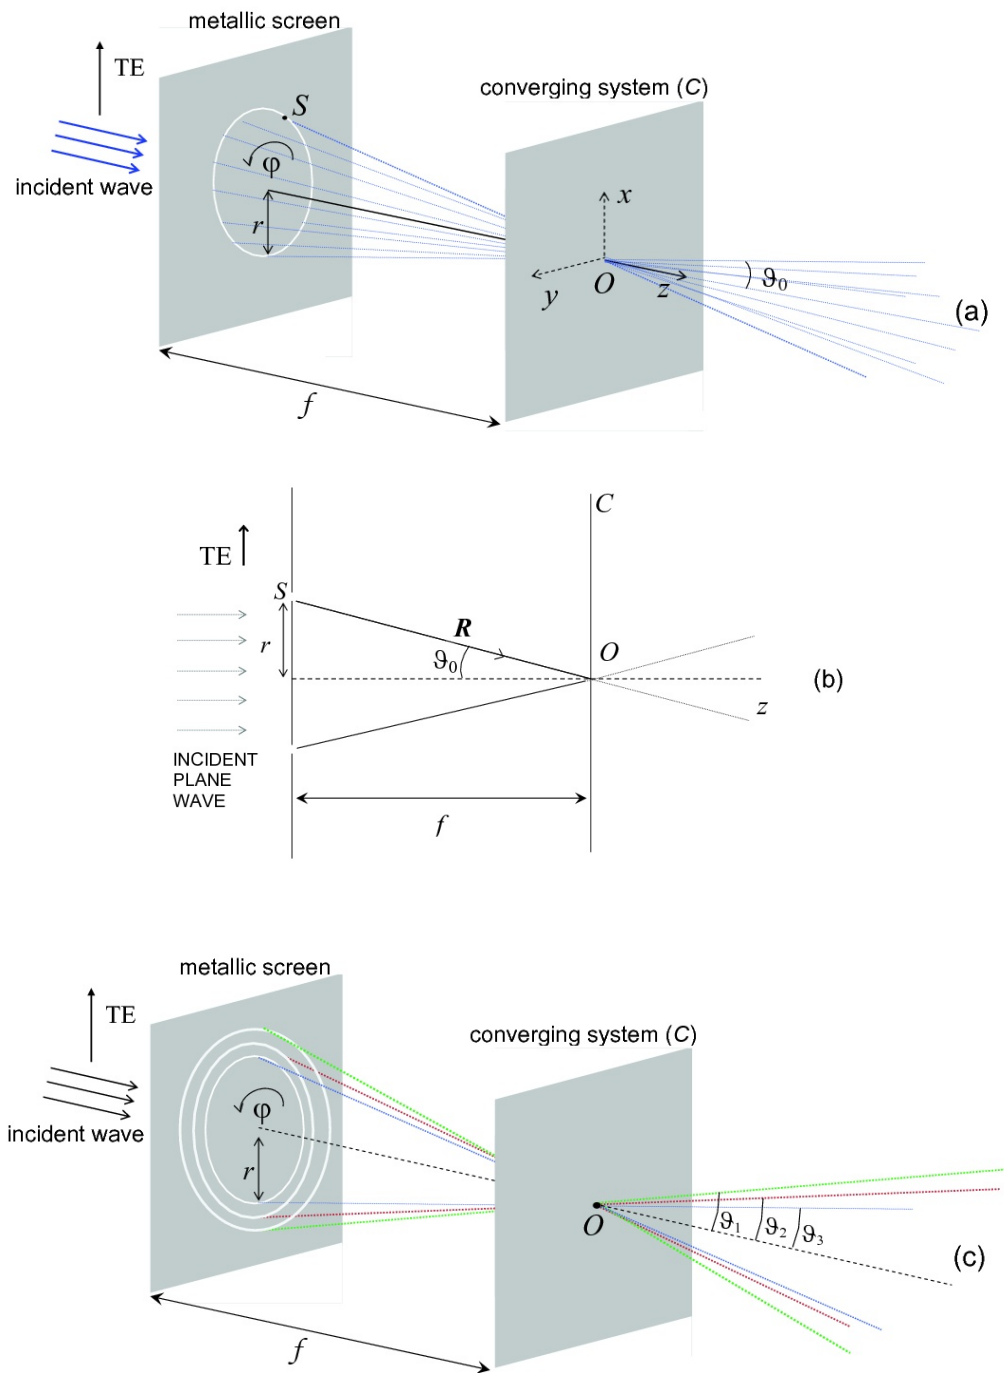 metallic screen
TE
converging system (C)
S
incident wave
φ
r
x
y
O
z
ϑ₀
(a)
f
C
TE
S
R
O
r
ϑ₀
(b)
z
INCIDENT
PLANE
WAVE
f
metallic screen
TE
converging system (C)
φ
incident wave
r
O
ϑ₁
ϑ₂
ϑ₃
(c)
f